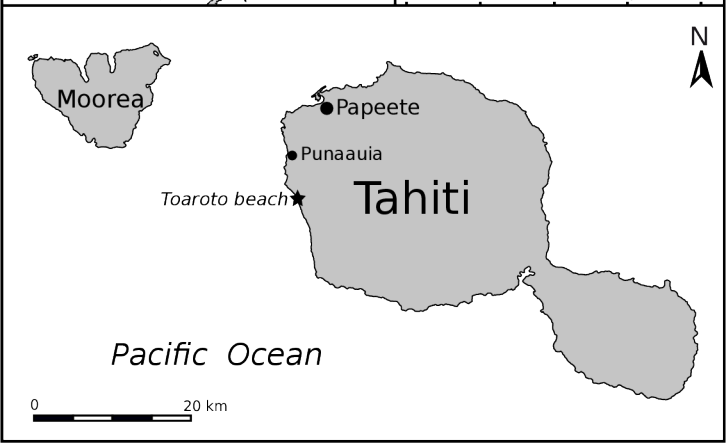 N
Moorea
Papeete
Punaauia
Toaroto beach
Tahiti
Pacific Ocean
0 20 km